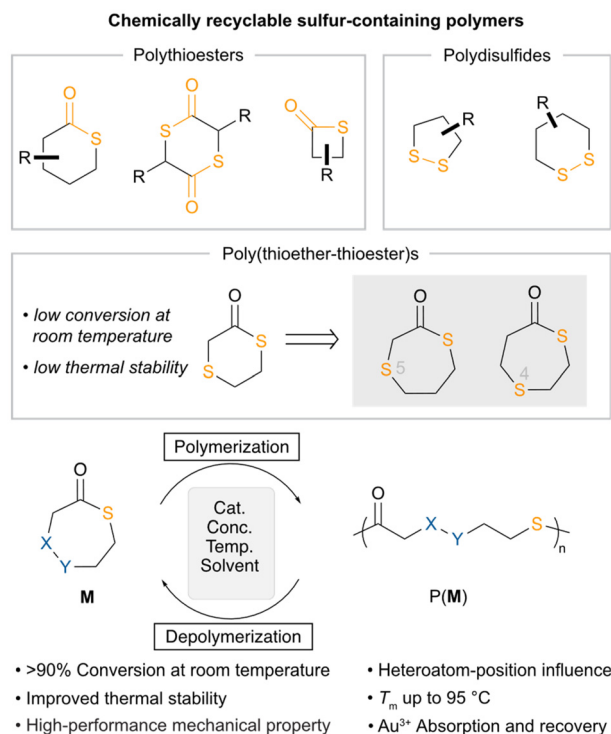 Chemically recyclable sulfur-containing polymers
Polythioesters
Polydisulfides
O
S
R
O
S
R
R
S
O
O
S
R
R
S
S
R
S
S
Poly(thioether-thioester)s
• low conversion at
room temperature
• low thermal stability
O
S
S
O
S
S
5
O
S
S
4
Polymerization
O
S
X
Y
M
Cat.
Conc.
Temp.
Solvent
O
X
Y
S
n
P(M)
Depolymerization
• >90% Conversion at room temperature
• Improved thermal stability
• High-performance mechanical property
• Heteroatom-position influence
• Tm up to 95 °C
• Au³⁺ Absorption and recovery